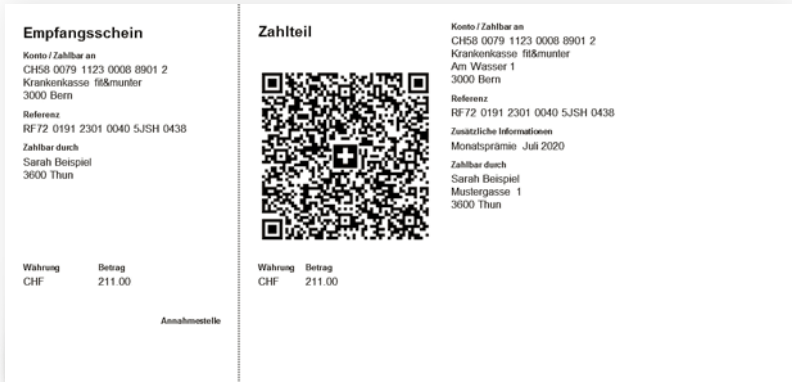 Empfangsschein
Konto / Zahlbar an
CH58 0079 1123 0008 8901 2
Krankenkasse fit&munter
3000 Bern
Referenz
RF72 0191 2301 0040 5JSH 0438
Zahlbar durch
Sarah Beispiel
3600 Thun
Währung Betrag
CHF 211.00
Annahmestelle
Zahlteil
Währung Betrag
CHF 211.00
Konto / Zahlbar an
CH58 0079 1123 0008 8901 2
Krankenkasse fit&munter
Am Wasser 1
3000 Bern
Referenz
RF72 0191 2301 0040 5JSH 0438
Zusätzliche Informationen
Monatsprämie Juli 2020
Zahlbar durch
Sarah Beispiel
Mustergasse 1
3600 Thun